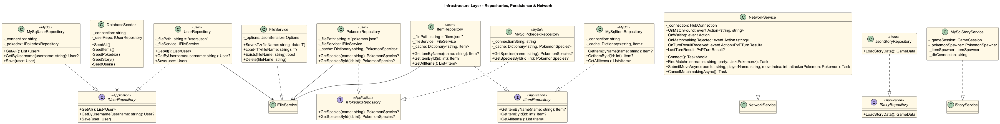 Infrastructure Layer - Repositories, Persistence & Network
«MySql»
C MySqlUserRepository
-_connection: string
-_pokedex: IPokedexRepository
+GetAll(): List<User>
+GetByUsername(username: string): User?
+Save(user: User)
C DatabaseSeeder
-_connection: string
-_userRepo: IUserRepository
+SeedAll()
-SeedItems()
-SeedPokedex()
-SeedStory()
-SeedUsers()
«Json»
C UserRepository
-_filePath: string = "users.json"
-_fileService: IFileService
+GetAll(): List<User>
+GetByUsername(username: string): User?
+Save(user: User)
C FileService
-_options: JsonSerializerOptions
+Save<T>(fileName: string, data: T)
+Load<T>(fileName: string): T?
+Exists(fileName: string): bool
+Delete(fileName: string)
«Json»
C PokedexRepository
-_filePath: string = "pokemon.json"
-_fileService: IFileService
-_cache: Dictionary<string, PokemonSpecies>
+GetSpecies(name: string): PokemonSpecies?
+GetSpeciesById(id: int): PokemonSpecies?
«Json»
C ItemRepository
-_filePath: string = "item.json"
-_fileService: IFileService
-_cache: Dictionary<string, Item>
+GetItemByName(name: string): Item?
+GetItemById(id: int): Item?
+GetAllItems(): List<Item>
«MySql»
C MySqlPokedexRepository
-_connectionString: string
-_cache: Dictionary<string, PokemonSpecies>
+GetSpecies(name: string): PokemonSpecies?
+GetSpeciesById(id: int): PokemonSpecies?
«MySql»
C MySqlItemRepository
-_connection: string
-_cache: Dictionary<string, Item>
+GetItemByName(name: string): Item?
+GetItemById(id: int): Item?
+GetAllItems(): List<Item>
C NetworkService
-_connection: HubConnection
+OnMatchFound: event Action<string, string>
+OnWaiting: event Action
+OnMatchmakingRejected: event Action<string>
+OnTurnResultReceived: event Action<PvPTurnResult>
+LastTurnResult: PvPTurnResult?
+Connect(): Task<bool>
+FindMatch(username: string, party: List<Pokemon>): Task
+SubmitMoveAsync(roomId: string, playerName: string, moveIndex: int, attackerPokemon: Pokemon): Task
+CancelMatchmakingAsync(): Task
«Json»
C JsonStoryRepository
+LoadStoryData(): GameData
C MySqlStoryService
-_gameSession: GameSession
-_pokemonSpawner: PokemonSpawner
-_itemSpawner: ItemSpawner
-_dbConnection: string
«Application»
I IUserRepository
+GetAll(): List<User>
+GetByUsername(username: string): User?
+Save(user: User)
C IFileService
«Application»
I IPokedexRepository
+GetSpecies(name: string): PokemonSpecies?
+GetSpeciesById(id: int): PokemonSpecies?
«Application»
I IItemRepository
+GetItemByName(name: string): Item?
+GetItemById(id: int): Item?
+GetAllItems(): List<Item>
C INetworkService
«Application»
I IStoryRepository
+LoadStoryData(): GameData
C IStoryService